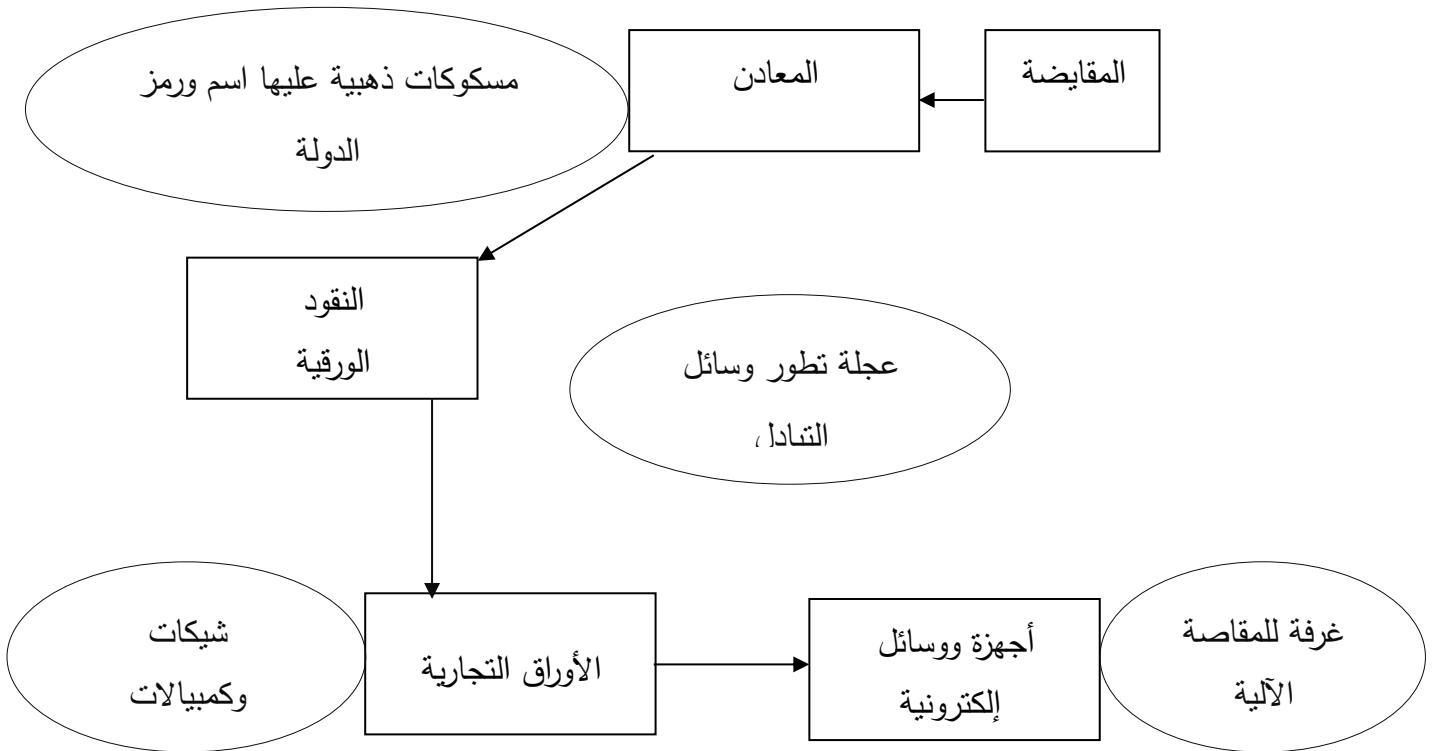 المقايضة
المعادن
مسكوكات ذهبية عليها اسم ورمز
الدولة
النقود
الورقية
عجلة تطور وسائل
التبادل
شيكات
وكمبيالات
الأوراق التجارية
أجهزة ووسائل
إلكترونية
غرفة للمقاصة
الآلية